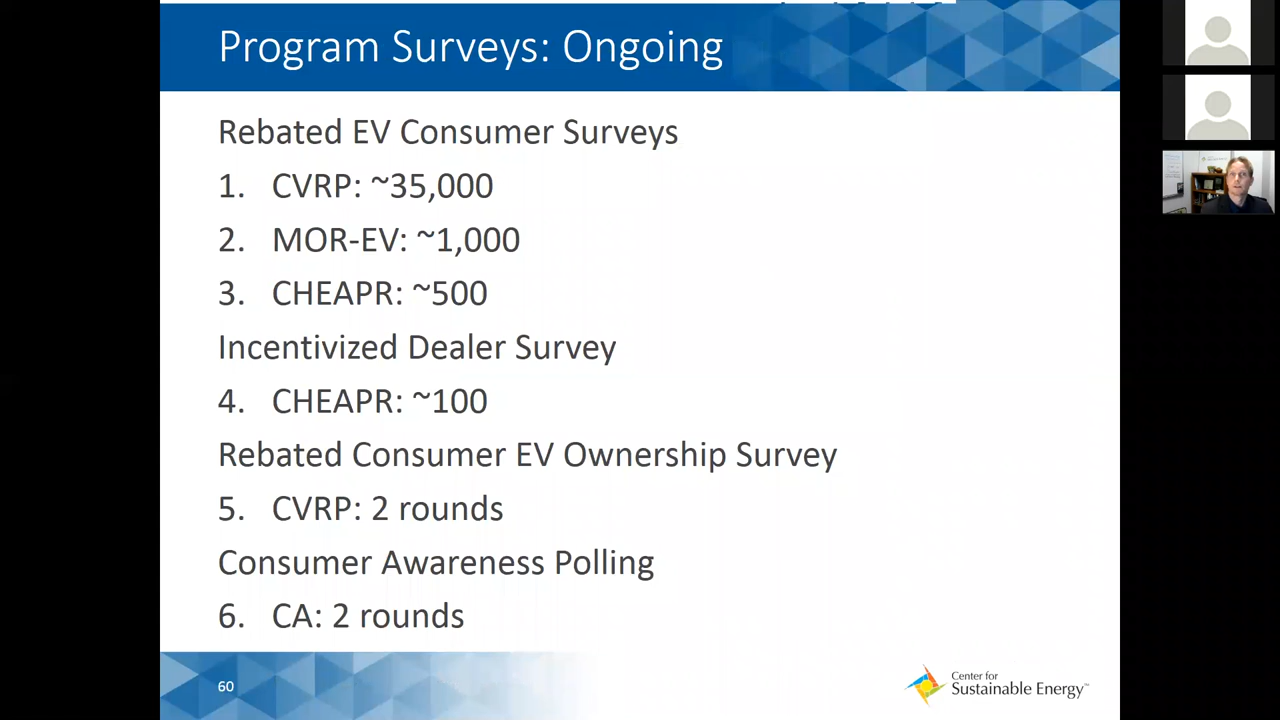 Program Surveys: Ongoing
Rebated EV Consumer Surveys
1. CVRP: ~35,000
2. MOR-EV: ~1,000
3. CHEAPR: ~500
Incentivized Dealer Survey
4. CHEAPR: ~100
Rebated Consumer EV Ownership Survey
5. CVRP: 2 rounds
Consumer Awareness Polling
6. CA: 2 rounds
60
Center for
Sustainable Energy™